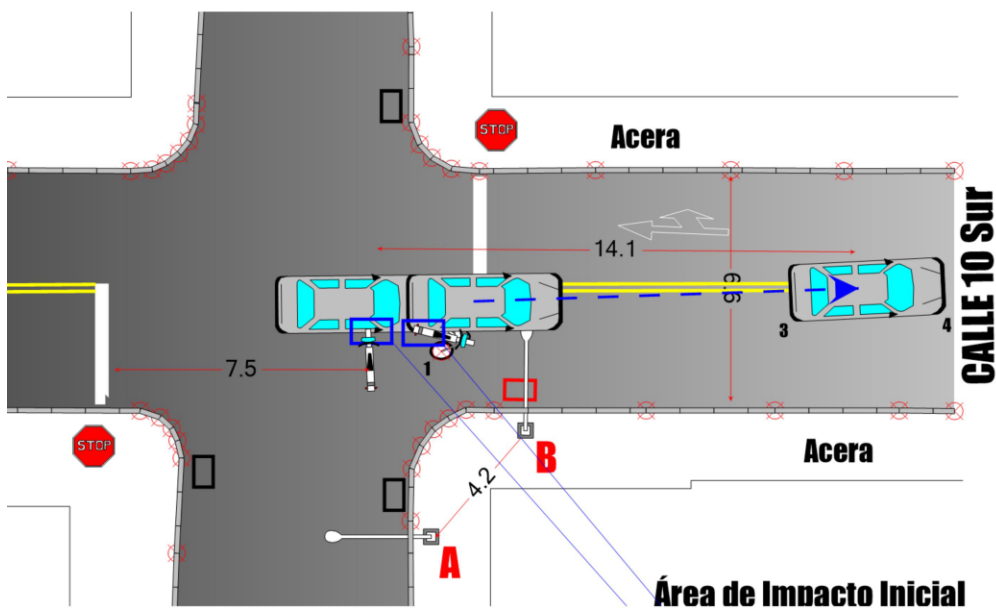 STOP
Acera
14.1
6.6
CALLE 10 Sur
3
4
7.5
1
STOP
B
Acera
4.2
A
Área de Impacto Inicial